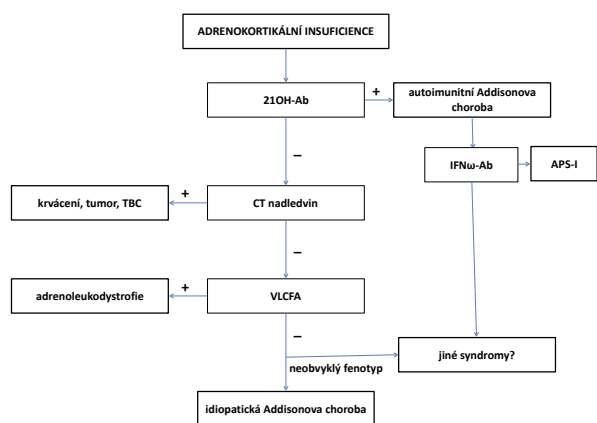 ADRENOKORTIKÁLNÍ INSUFICIENCE
21OH-Ab
+
autoimunitní Addisonova
choroba
–
IFNω-Ab
APS-I
krvácení, tumor, TBC
+
CT nadledvin
–
adrenoleukodystrofie
+
VLCFA
–
neobvyklý fenotyp
jiné syndromy?
idiopatická Addisonova choroba